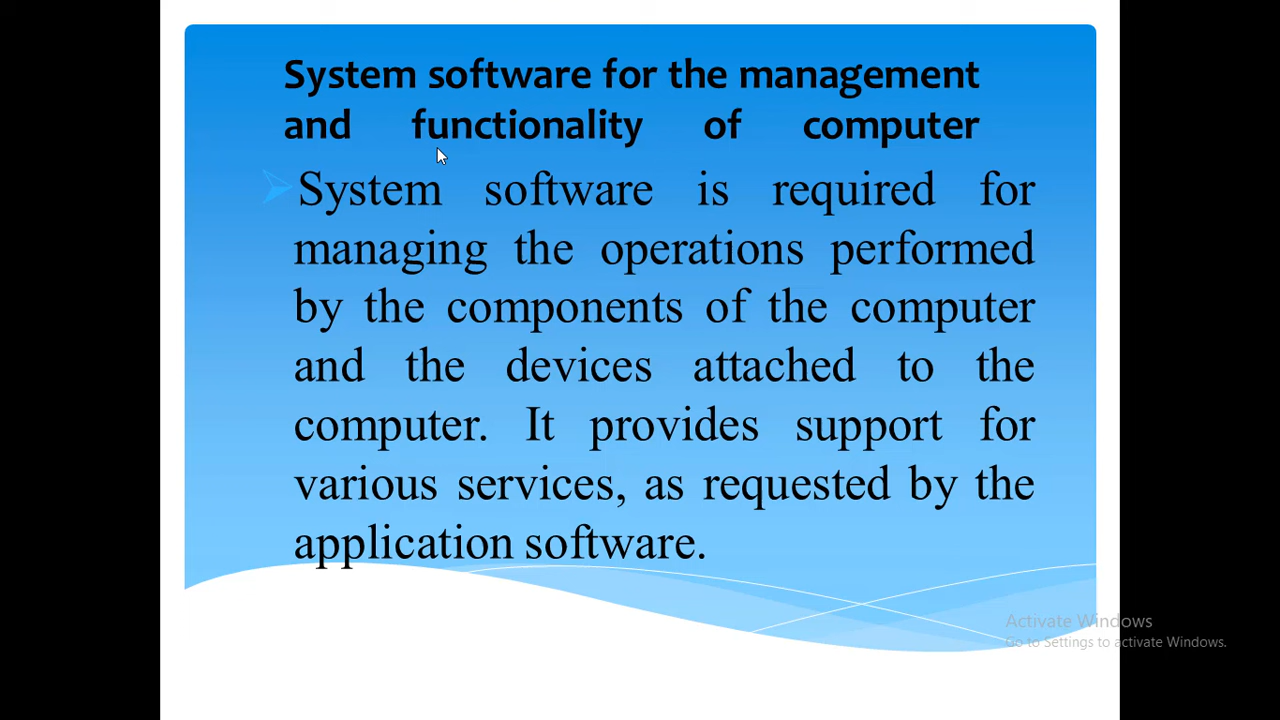 System software for the management
and functionality of computer
System software is required for
managing the operations performed
by the components of the computer
and the devices attached to the
computer. It provides support for
various services, as requested by the
application software.
Activate Windows
Go to Settings to activate Windows.